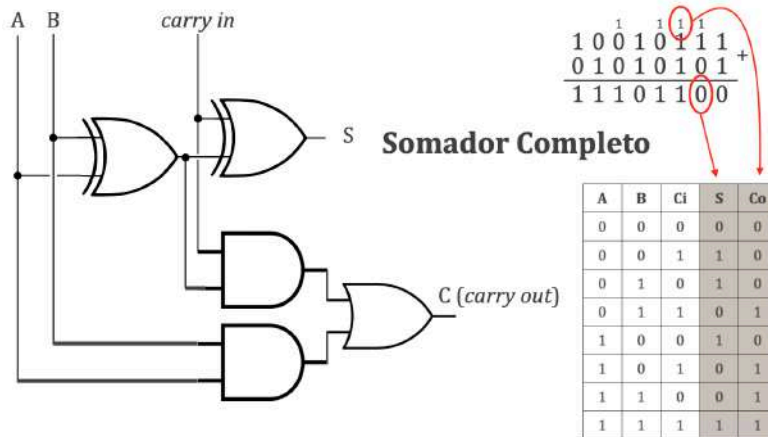 A B carry in
S
C (carry out)
Somador Completo
1 1 1 1
1 0 0 1 0 1 1 1
+
0 1 0 1 0 1 0 1
1 1 1 0 1 1 0 0
A B Ci S Co
0 0 0 0 0
0 0 1 1 0
0 1 0 1 0
0 1 1 0 1
1 0 0 1 0
1 0 1 0 1
1 1 0 0 1
1 1 1 1 1